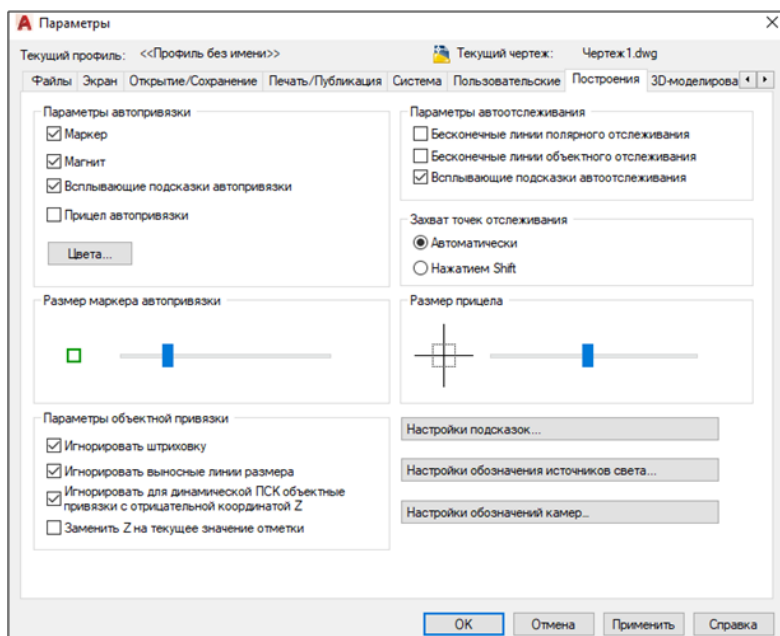 Параметры
Текущий профиль: <<Профиль без имени>> Текущий чертеж: Чертеж1.dwg
Файлы Экран Открытие/Сохранение Печать/Публикация Система Пользовательские Построения 3D-моделирова
Параметры автопривязки
Маркер
Магнит
Всплывающие подсказки автопривязки
Прицел автопривязки
Цвета...
Параметры автоотслеживания
Бесконечные линии полярного отслеживания
Бесконечные линии объектного отслеживания
Всплывающие подсказки автоотслеживания
Захват точек отслеживания
Автоматически
Нажатием Shift
Размер маркера автопривязки
Размер прицела
Параметры объектной привязки
Игнорировать штриховку
Игнорировать выносные линии размера
Игнорировать для динамической ПСК объектные
привязки с отрицательной координатой Z
Заменить Z на текущее значение отметки
Настройки подсказок...
Настройки обозначения источников света...
Настройки обозначений камер...
OK Отмена Применить Справка